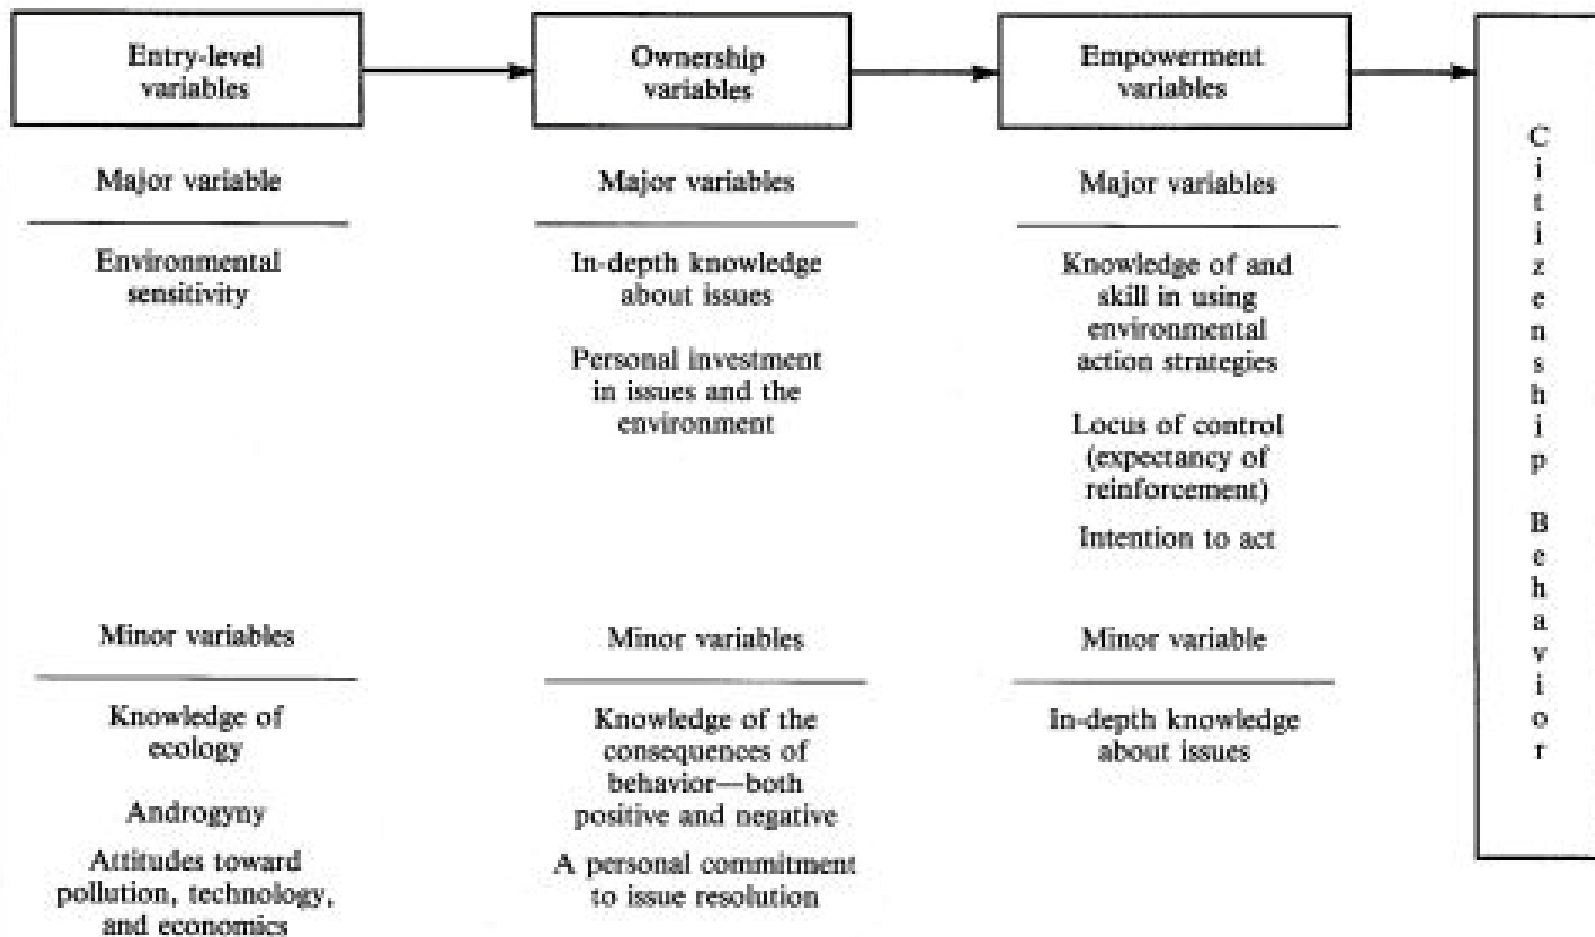 Entry-level
variables
Ownership
variables
Empowerment
variables
Major variable
Environmental
sensitivity
Major variables
In-depth knowledge
about issues
Personal investment
in issues and the
environment
Major variables
Knowledge of and
skill in using
environmental
action strategies
Locus of control
(expectancy of
reinforcement)
Intention to act
Minor variables
Knowledge of
ecology
Androgyny
Attitudes toward
pollution, technology,
and economics
Minor variables
Knowledge of the
consequences of
behavior—both
positive and negative
A personal commitment
to issue resolution
Minor variable
In-depth knowledge
about issues
Citizenship Behavior